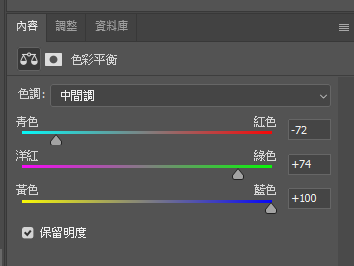 內容 調整 資料庫
色彩平衡
色調: 中間調
青色 紅色 -72
洋紅 綠色 +74
黃色 藍色 +100
保留明度